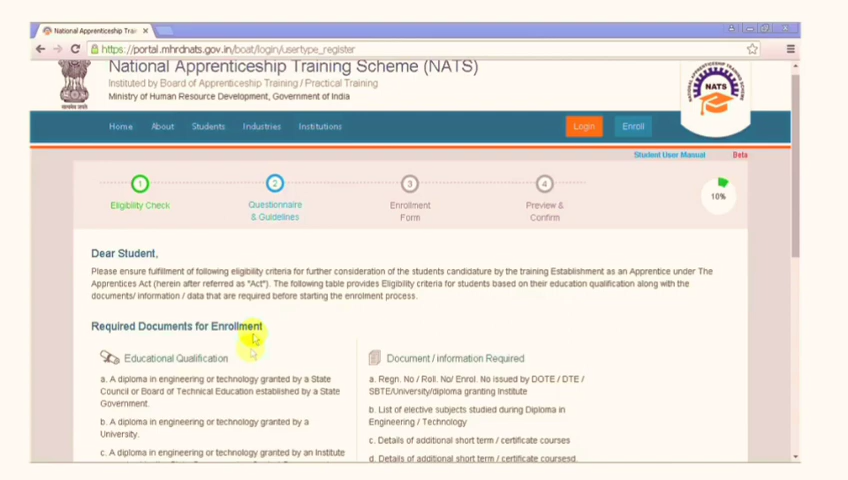 National Apprenticeship Trai
https://portal.mhrdnats.gov.in/boat/login/usertype_register
National Apprenticeship Training Scheme (NATS)
Instituted by Board of Apprenticeship Training / Practical Training
Ministry of Human Resource Development, Government of India
NATS
Home About Students Industries Institutions Login Enroll
Student User Manual Beta
1 2 3 4
10%
Eligibility Check
Questionnaire
& Guidelines
Enrollment
Form
Preview &
Confirm
Dear Student,
Please ensure fulfillment of following eligibility criteria for further consideration of the students candidature by the training Establishment as an Apprentice under The
Apprentices Act (herein after referred as "Act"). The following table provides Eligibility criteria for students based on their education qualification along with the
documents/ information / data that are required before starting the enrolment process.
Required Documents for Enrollment
Educational Qualification
a. A diploma in engineering or technology granted by a State
Council or Board of Technical Education established by a State
Government.
b. A diploma in engineering or technology granted by a
University.
c. A diploma in engineering or technology granted by an Institute
Document / information Required
a. Regn. No / Roll. No/ Enrol. No issued by DOTE / DTE /
SBTE/University/diploma granting Institute
b. List of elective subjects studied during Diploma in
Engineering / Technology
c. Details of additional short term / certificate courses
d. Details of additional short term / certificate coursesd.